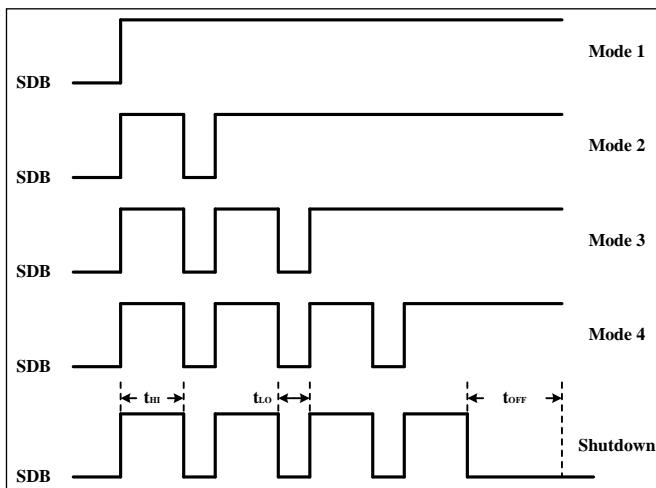 Mode 1
SDB
Mode 2
SDB
Mode 3
SDB
Mode 4
SDB
tHI
tLO
tOFF
Shutdown
SDB